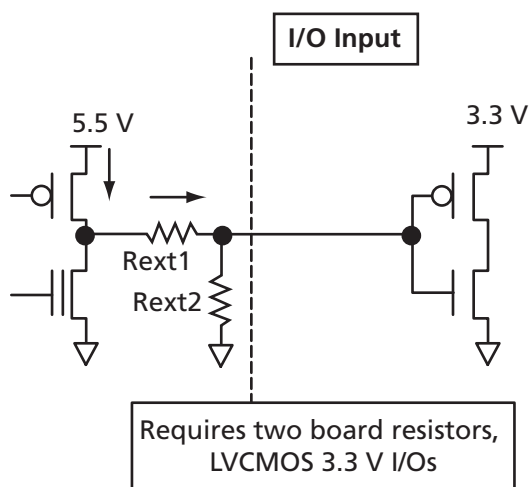 I/O Input
5.5 V
3.3 V
Rext1
Rext2
Requires two board resistors,
LVCMOS 3.3 V I/Os